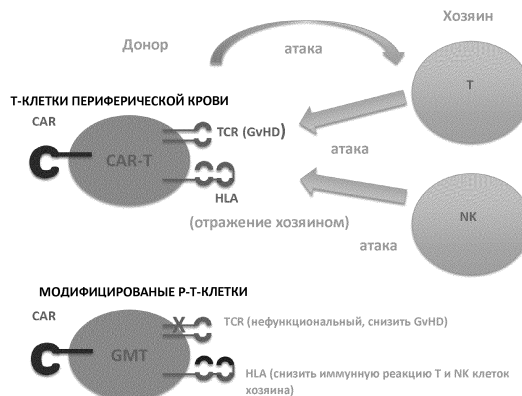 Донор
Хозяин
атака
T
Т-КЛЕТКИ ПЕРИФЕРИЧЕСКОЙ КРОВИ
CAR
TCR (GvHD)
CAR-T
атака
HLA
(отражение хозяином)
NK
атака
МОДИФИЦИРОВАНЫЕ P-Т-КЛЕТКИ
CAR
X
TCR (нефункциональный, снизить GvHD)
GMT
HLA (снизить иммунную реакцию Т и NK клеток
хозяина)